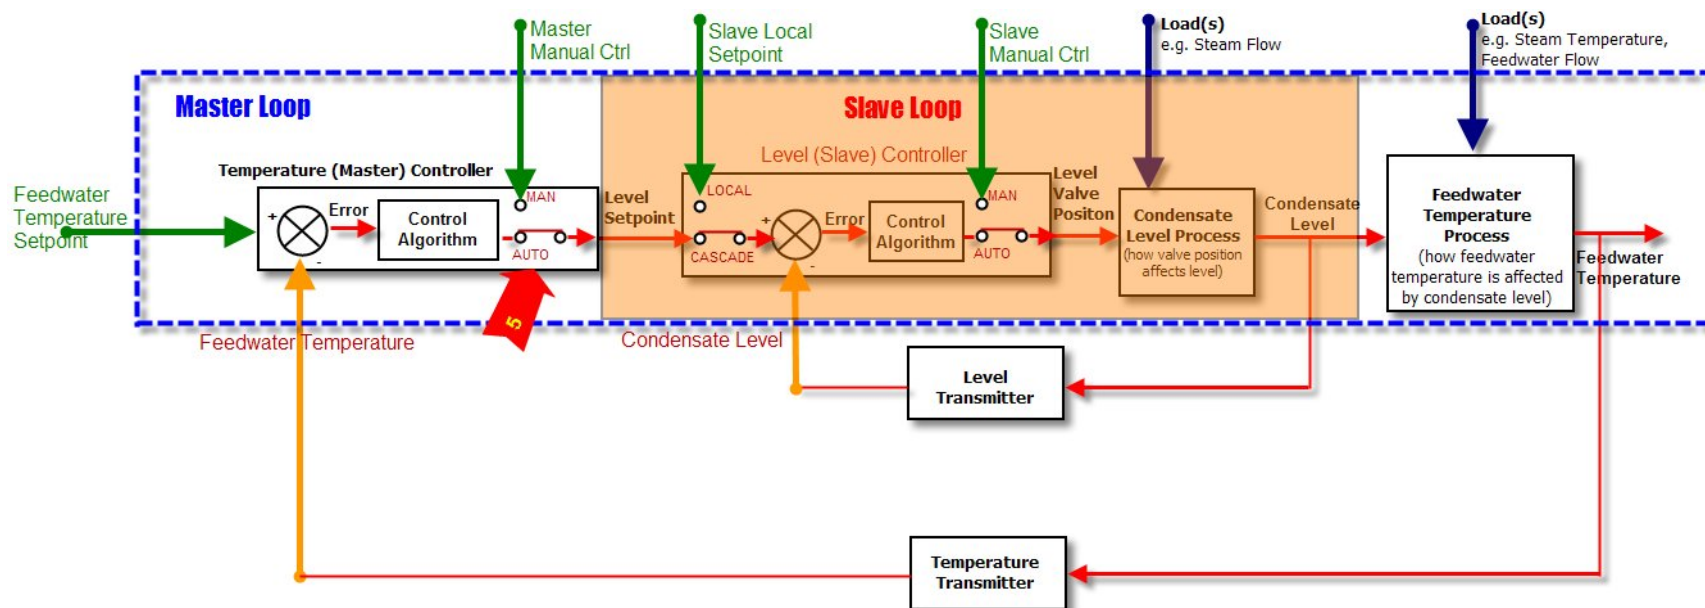 Master
Manual Ctrl
Slave Local
Setpoint
Slave
Manual Ctrl
Load(s)
e.g. Steam Flow
Load(s)
e.g. Steam Temperature,
Feedwater Flow
Master Loop
Slave Loop
Temperature (Master) Controller
Level (Slave) Controller
Feedwater
Temperature
Setpoint
+
-
Error
Control
Algorithm
MAN
AUTO
Level
Setpoint
LOCAL
CASCADE
+
-
Error
Control
Algorithm
MAN
AUTO
Level
Valve
Positon
Condensate
Level Process
(how valve position
affects level)
Condensate
Level
Feedwater
Temperature
Process
(how feedwater
temperature is affected
by condensate level)
Feedwater
Temperature
5
Feedwater Temperature
Condensate Level
Level
Transmitter
Temperature
Transmitter